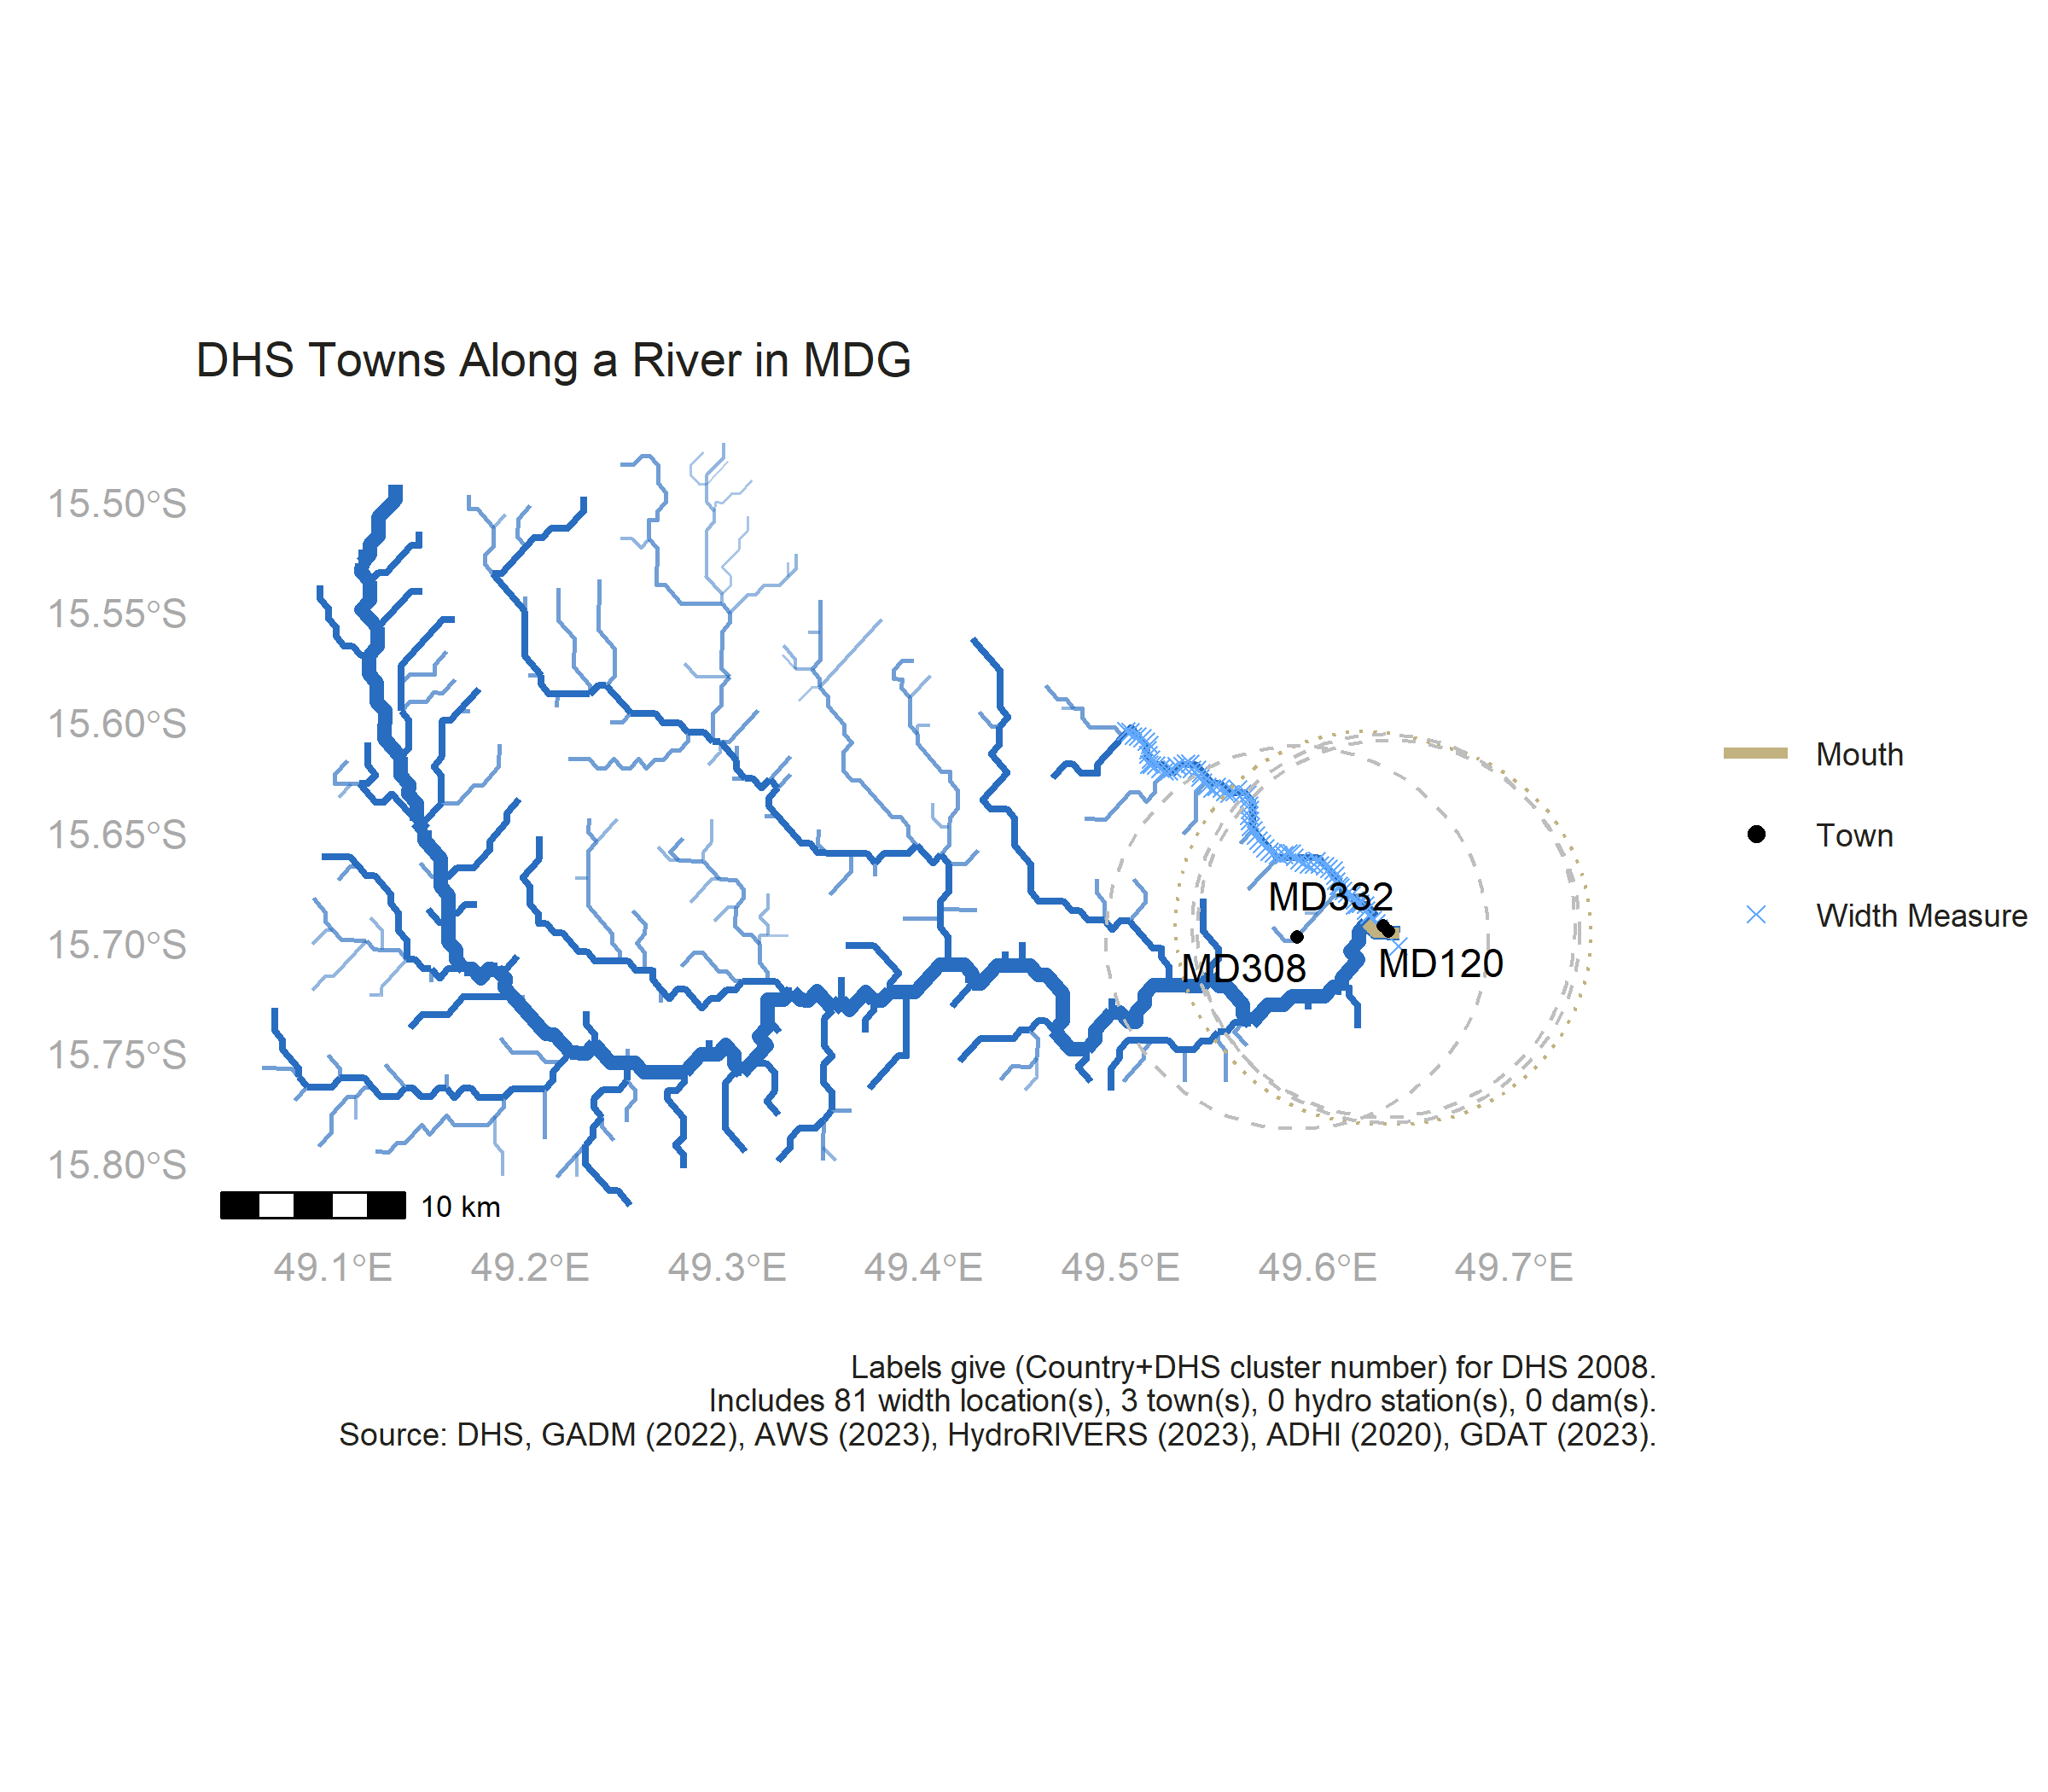 DHS Towns Along a River in MDG
15.50°S
15.55°S
15.60°S
15.65°S
15.70°S
15.75°S
15.80°S
MD332
MD308
MD120
Mouth
Town
Width Measure
10 km
49.1°E
49.2°E
49.3°E
49.4°E
49.5°E
49.6°E
49.7°E
Labels give (Country+DHS cluster number) for DHS 2008.
Includes 81 width location(s), 3 town(s), 0 hydro station(s), 0 dam(s).
Source: DHS, GADM (2022), AWS (2023), HydroRIVERS (2023), ADHI (2020), GDAT (2023).